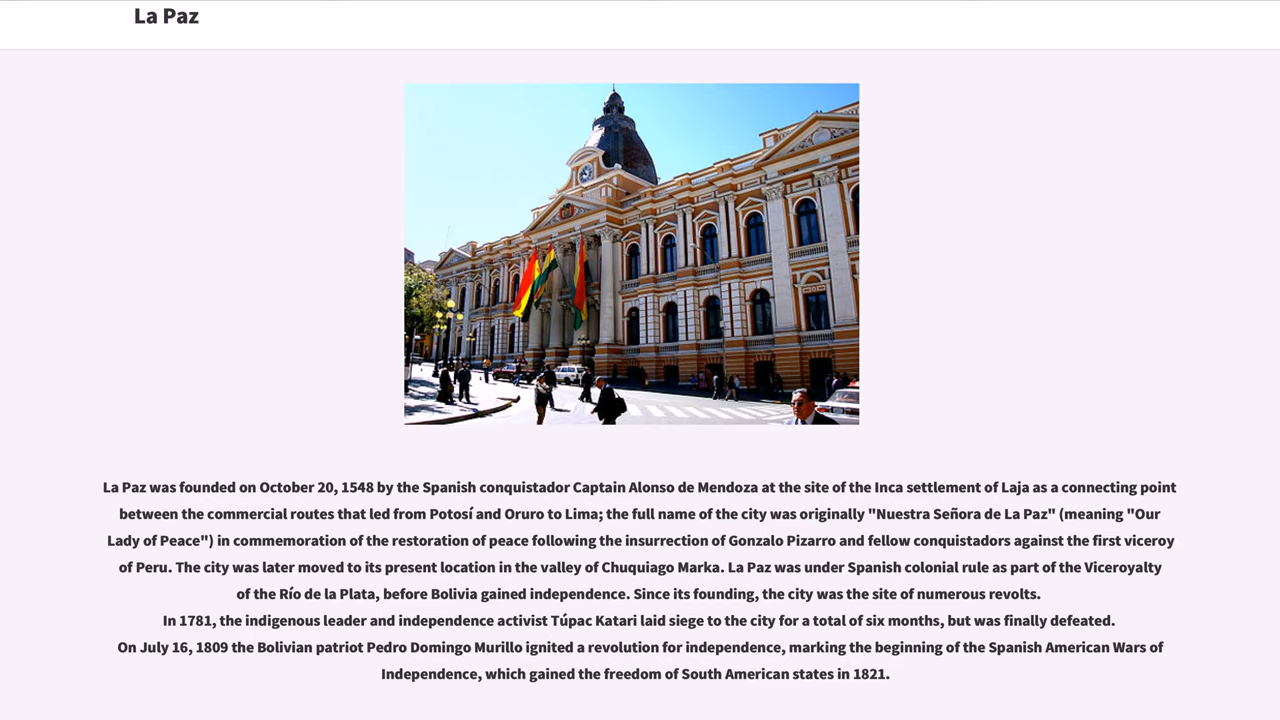 La Paz
La Paz was founded on October 20, 1548 by the Spanish conquistador Captain Alonso de Mendoza at the site of the Inca settlement of Laja as a connecting point
between the commercial routes that led from Potosí and Oruro to Lima; the full name of the city was originally "Nuestra Señora de La Paz" (meaning "Our
Lady of Peace") in commemoration of the restoration of peace following the insurrection of Gonzalo Pizarro and fellow conquistadors against the first viceroy
of Peru. The city was later moved to its present location in the valley of Chuquiago Marka. La Paz was under Spanish colonial rule as part of the Viceroyalty
of the Río de la Plata, before Bolivia gained independence. Since its founding, the city was the site of numerous revolts.
In 1781, the indigenous leader and independence activist Túpac Katari laid siege to the city for a total of six months, but was finally defeated.
On July 16, 1809 the Bolivian patriot Pedro Domingo Murillo ignited a revolution for independence, marking the beginning of the Spanish American Wars of
Independence, which gained the freedom of South American states in 1821.